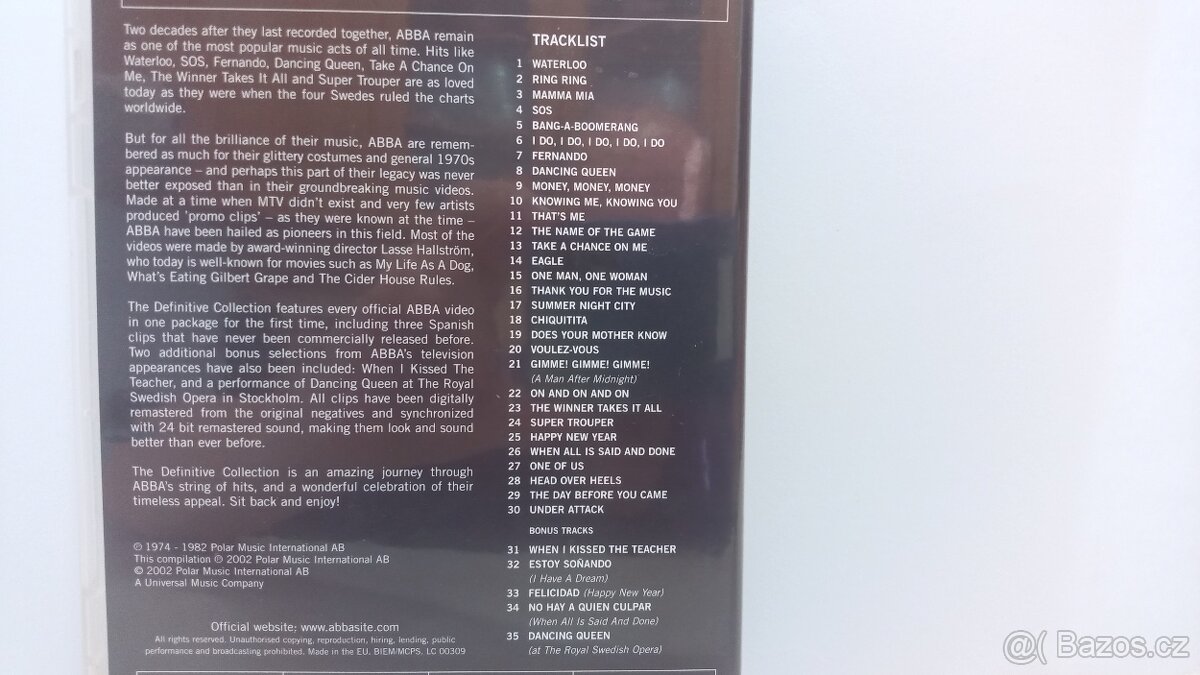 Two decades after they last recorded together, ABBA remain
as one of the most popular music acts of all time. Hits like
Waterloo, SOS, Fernando, Dancing Queen, Take A Chance On
Me, The Winner Takes It All and Super Trouper are as loved
today as they were when the four Swedes ruled the charts
worldwide.
But for all the brilliance of their music, ABBA are remem-
bered as much for their glittery costumes and general 1970s
appearance – and perhaps this part of their legacy was never
better exposed than in their groundbreaking music videos.
Made at a time when MTV didn't exist and very few artists
produced 'promo clips' – as they were known at the time –
ABBA have been hailed as pioneers in this field. Most of the
videos were made by award-winning director Lasse Hallström,
who today is well-known for movies such as My Life As A Dog,
What's Eating Gilbert Grape and The Cider House Rules.
The Definitive Collection features every official ABBA video
in one package for the first time, including three Spanish
clips that have never been commercially released before.
Two additional bonus selections from ABBA's television
appearances have also been included: When I Kissed The
Teacher, and a performance of Dancing Queen at The Royal
Swedish Opera in Stockholm. All clips have been digitally
remastered from the original negatives and synchronized
with 24 bit remastered sound, making them look and sound
better than ever before.
The Definitive Collection is an amazing journey through
ABBA's string of hits, and a wonderful celebration of their
timeless appeal. Sit back and enjoy!
℗ 1974 - 1982 Polar Music International AB
This compilation ℗ 2002 Polar Music International AB
© 2002 Polar Music International AB
A Universal Music Company
Official website: www.abbasite.com
All rights reserved. Unauthorised copying, reproduction, hiring, lending, public
performance and broadcasting prohibited. Made in the EU. BIEM/MCPS. LC 00309
TRACKLIST
1 WATERLOO
2 RING RING
3 MAMMA MIA
4 SOS
5 BANG-A-BOOMERANG
6 I DO, I DO, I DO, I DO, I DO
7 FERNANDO
8 DANCING QUEEN
9 MONEY, MONEY, MONEY
10 KNOWING ME, KNOWING YOU
11 THAT'S ME
12 THE NAME OF THE GAME
13 TAKE A CHANCE ON ME
14 EAGLE
15 ONE MAN, ONE WOMAN
16 THANK YOU FOR THE MUSIC
17 SUMMER NIGHT CITY
18 CHIQUITITA
19 DOES YOUR MOTHER KNOW
20 VOULEZ-VOUS
21 GIMME! GIMME! GIMME!
(A Man After Midnight)
22 ON AND ON AND ON
23 THE WINNER TAKES IT ALL
24 SUPER TROUPER
25 HAPPY NEW YEAR
26 WHEN ALL IS SAID AND DONE
27 ONE OF US
28 HEAD OVER HEELS
29 THE DAY BEFORE YOU CAME
30 UNDER ATTACK
BONUS TRACKS
31 WHEN I KISSED THE TEACHER
32 ESTOY SOÑANDO
(I Have A Dream)
33 FELICIDAD (Happy New Year)
34 NO HAY A QUIEN CULPAR
(When All Is Said And Done)
35 DANCING QUEEN
(at The Royal Swedish Opera)
@( Bazos.cz